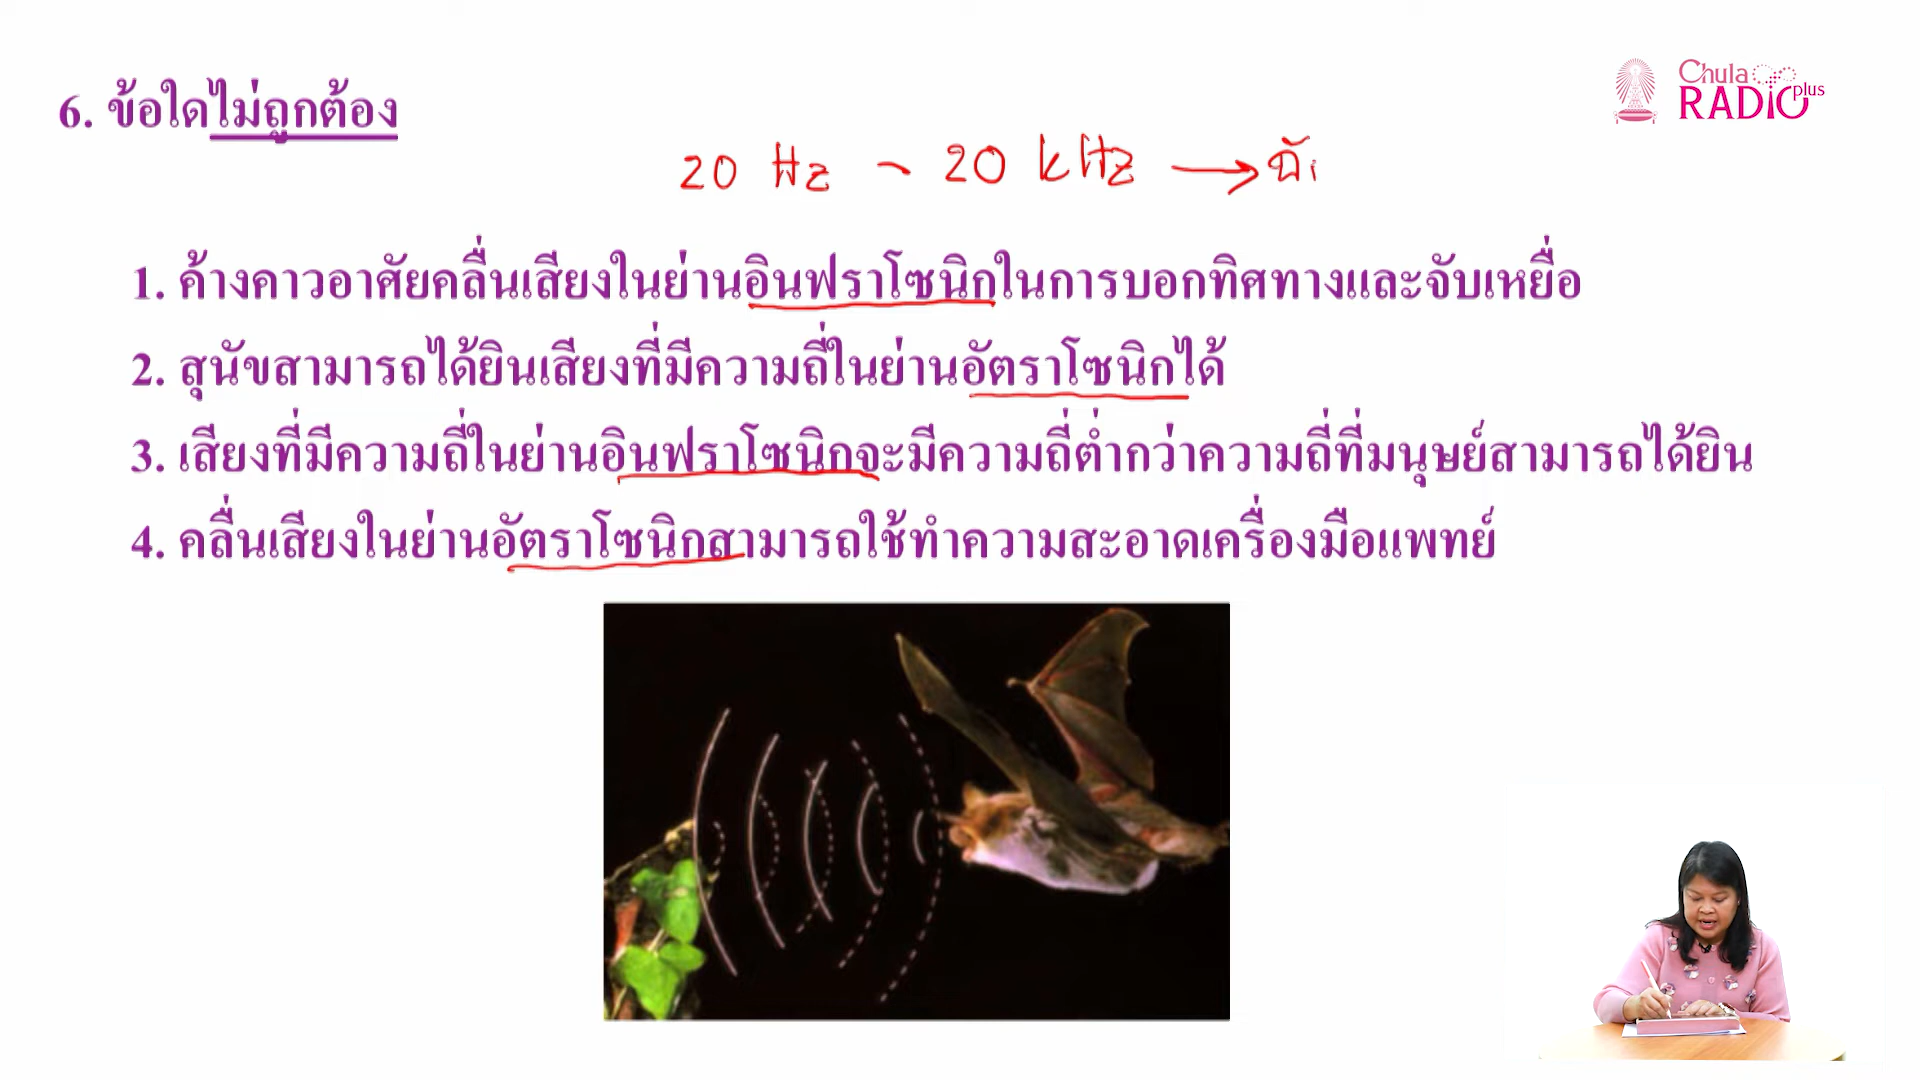 6. ข้อใดไม่ถูกต้อง
Chula
RADIO plus
20 Hz - 20 kHz →
1. ค้างคาวอาศัยคลื่นเสียงในย่านอินฟราโซนิกในการบอกทิศทางและจับเหยื่อ
2. สุนัขสามารถได้ยินเสียงที่มีความถี่ในย่านอัตราโซนิกได้
3. เสียงที่มีความถี่ในย่านอินฟราโซนิกจะมีความถี่ต่ำกว่าความถี่ที่มนุษย์สามารถได้ยิน
4. คลื่นเสียงในย่านอัตราโซนิกสามารถใช้ทำความสะอาดเครื่องมือแพทย์